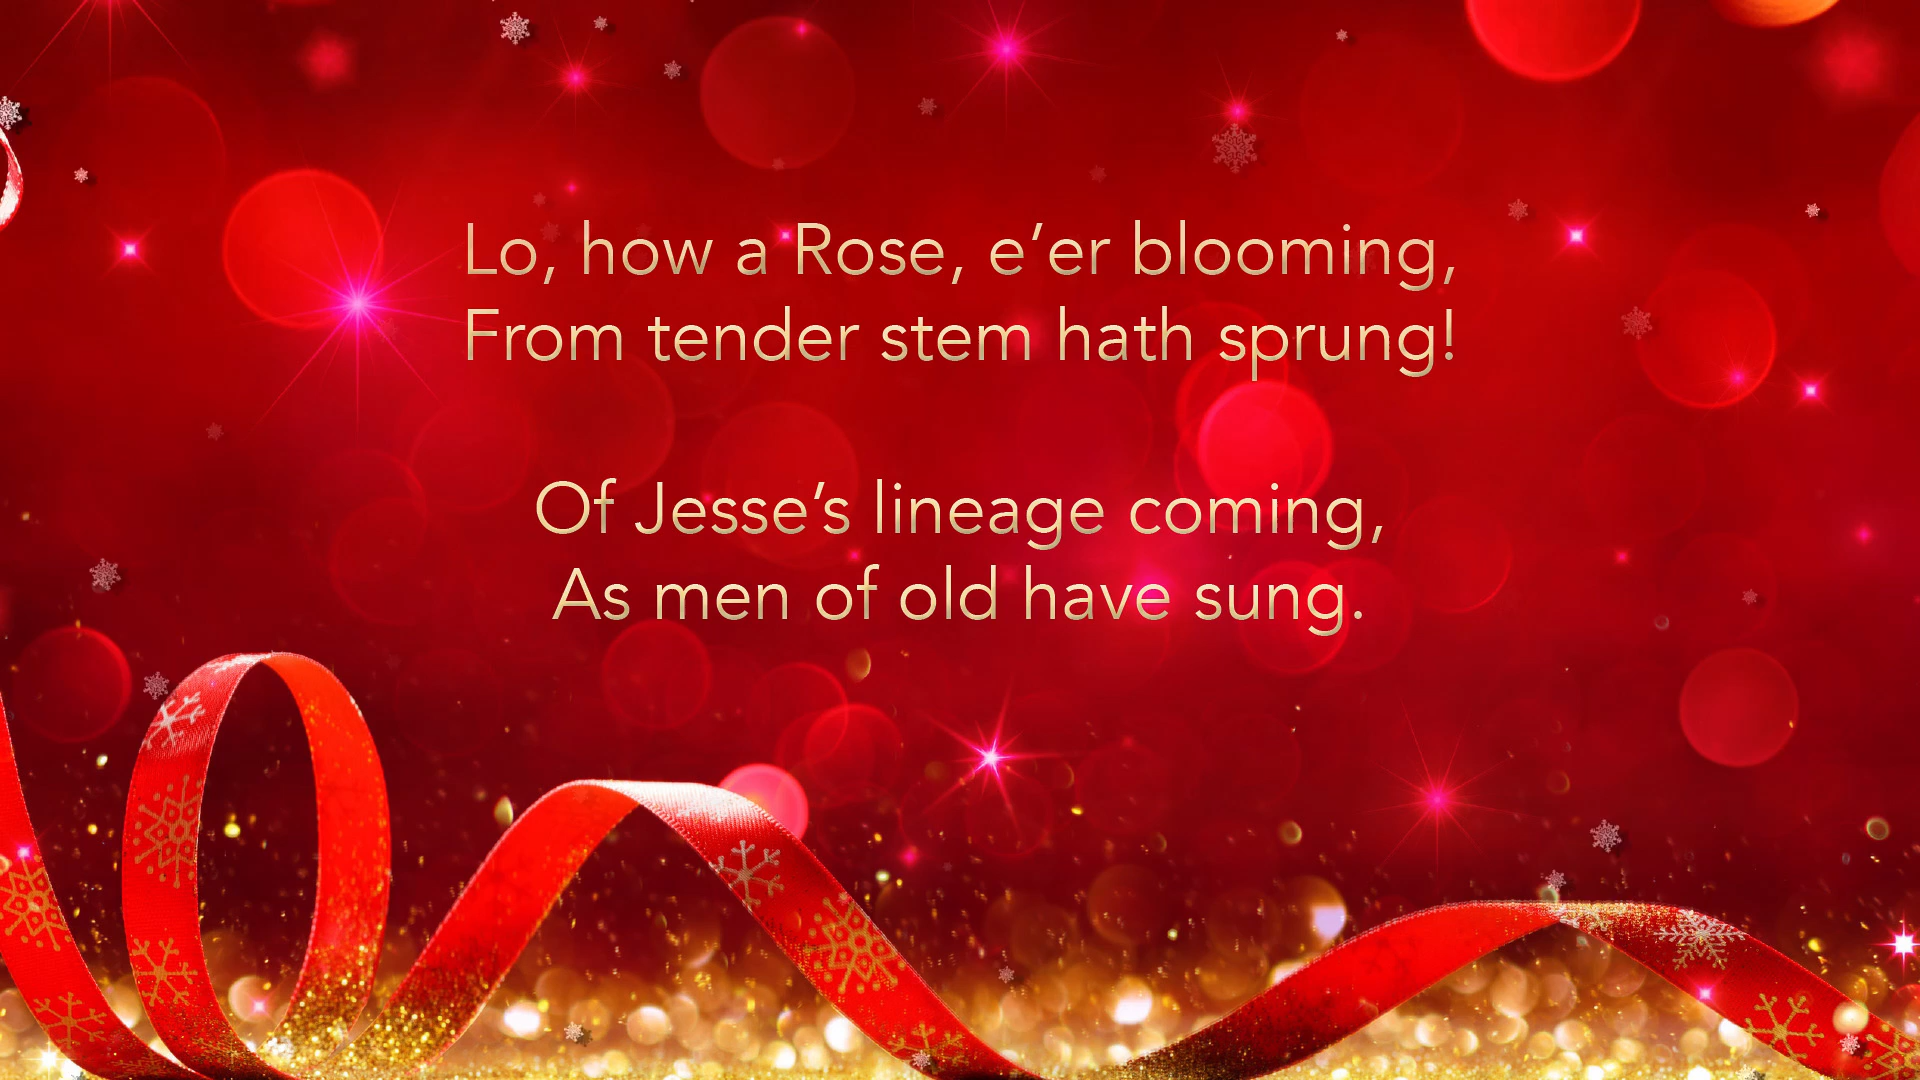 Lo, how a Rose, e’er blooming,
From tender stem hath sprung!
Of Jesse’s lineage coming,
As men of old have sung.